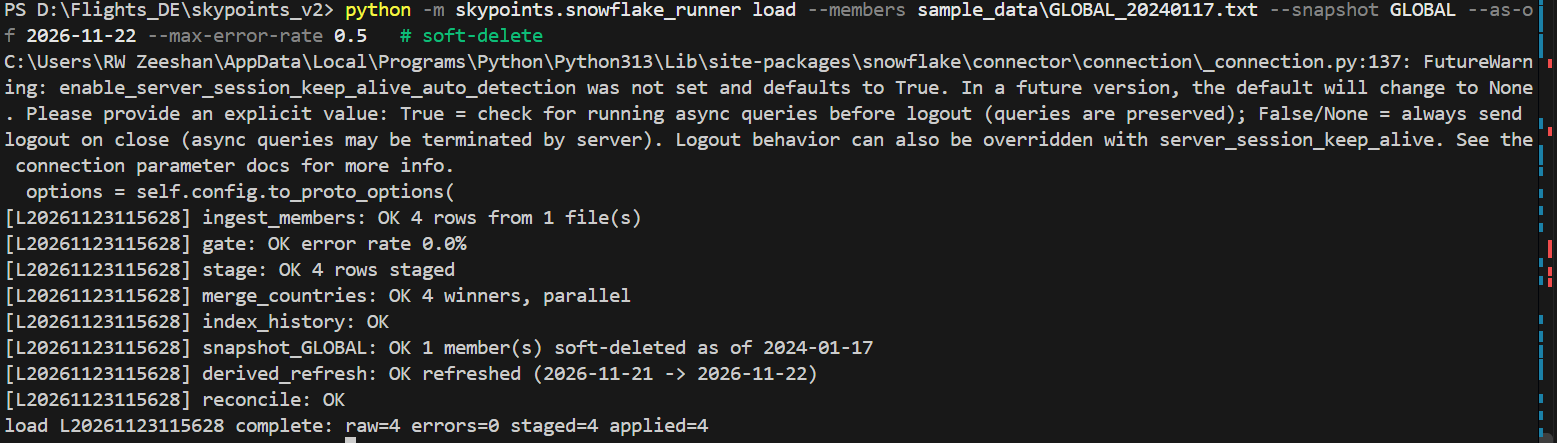 PS D:\Flights_DE\skypoints_v2> python -m skypoints.snowflake_runner load --members sample_data\GLOBAL_20240117.txt --snapshot GLOBAL --as-o
f 2026-11-22 --max-error-rate 0.5   # soft-delete
C:\Users\RW Zeeshan\AppData\Local\Programs\Python\Python313\Lib\site-packages\snowflake\connector\connection\_connection.py:137: FutureWarn
ing: enable_server_session_keep_alive_auto_detection was not set and defaults to True. In a future version, the default will change to None
. Please provide an explicit value: True = check for running async queries before logout (queries are preserved); False/None = always send 
logout on close (async queries may be terminated by server). Logout behavior can also be overridden with server_session_keep_alive. See the
 connection parameter docs for more info.
  options = self.config.to_proto_options(
[L20261123115628] ingest_members: OK 4 rows from 1 file(s)
[L20261123115628] gate: OK error rate 0.0%
[L20261123115628] stage: OK 4 rows staged
[L20261123115628] merge_countries: OK 4 winners, parallel
[L20261123115628] index_history: OK
[L20261123115628] snapshot_GLOBAL: OK 1 member(s) soft-deleted as of 2024-01-17
[L20261123115628] derived_refresh: OK refreshed (2026-11-21 -> 2026-11-22)
[L20261123115628] reconcile: OK
load L20261123115628 complete: raw=4 errors=0 staged=4 applied=4